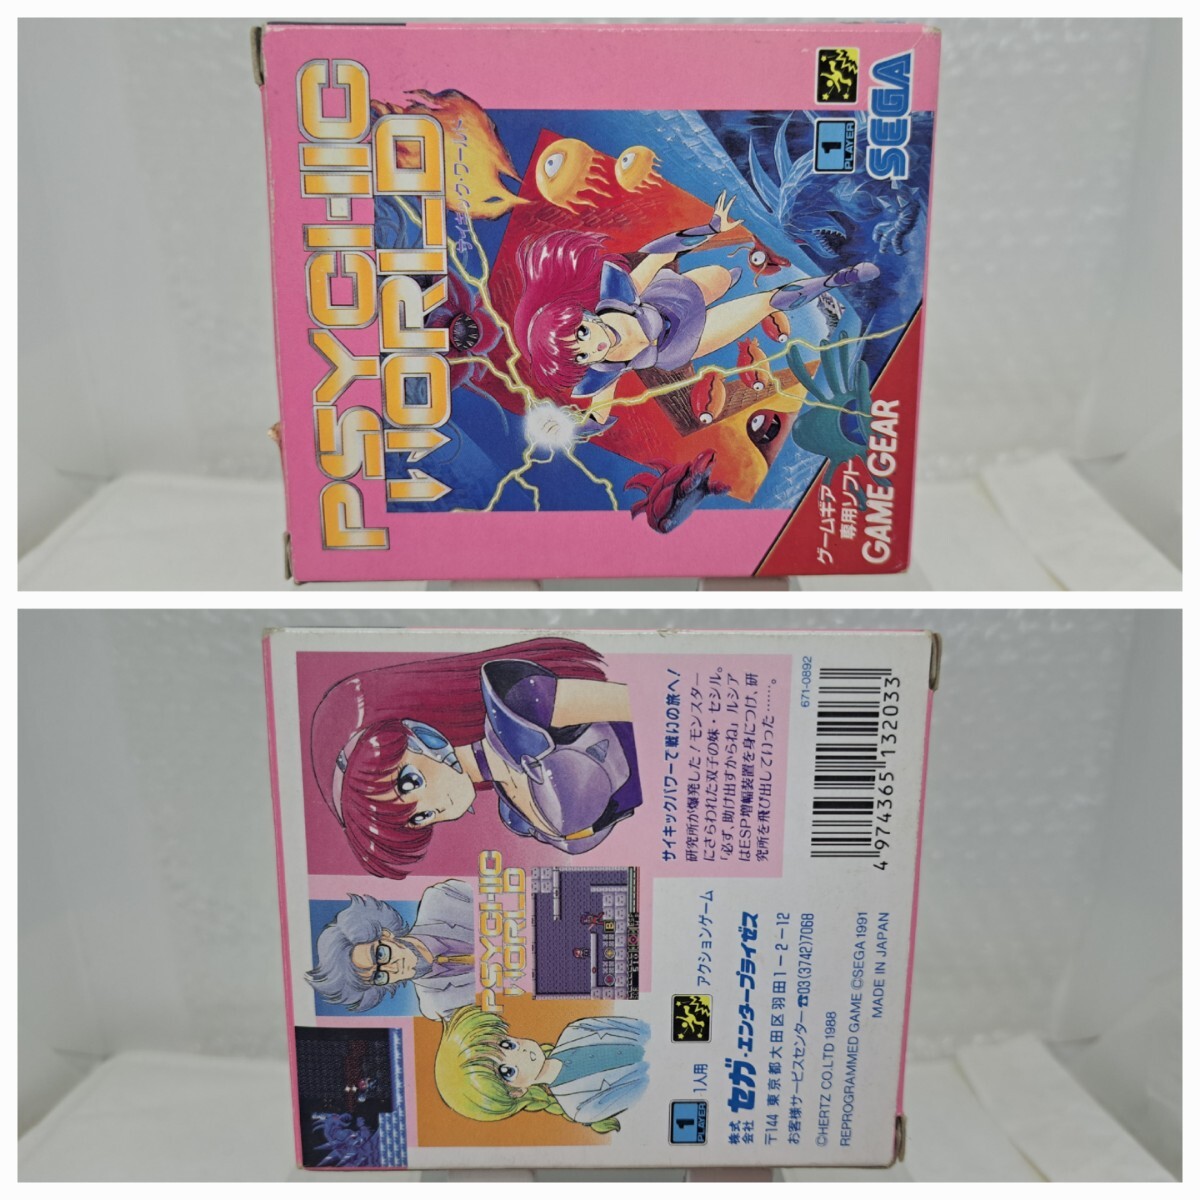 PSYCHIC
WORLD
サイキック・ワールド
1
PLAYER
SEGA
ゲームギア
専用ソフト
GAME GEAR
サイキックパワーで戦いの旅へ!
研究所が爆発した!モンスター
にさらわれた双子の妹・セシル。
「必ず、助け出すからね」ルシア
はESP増幅装置を身につけ、研
究所を飛び出していった……。
671-0892
4 974365 132033
PSYCHIC
WORLD
1
PLAYER
1人用
アクションゲーム
株式
会社
セガ・エンタープライゼス
〒144 東京都大田区羽田1-2-12
お客様サービスセンター☎03(3742)7068
©HERTZ CO.LTD 1988
REPROGRAMMED GAME ©SEGA 1991
MADE IN JAPAN